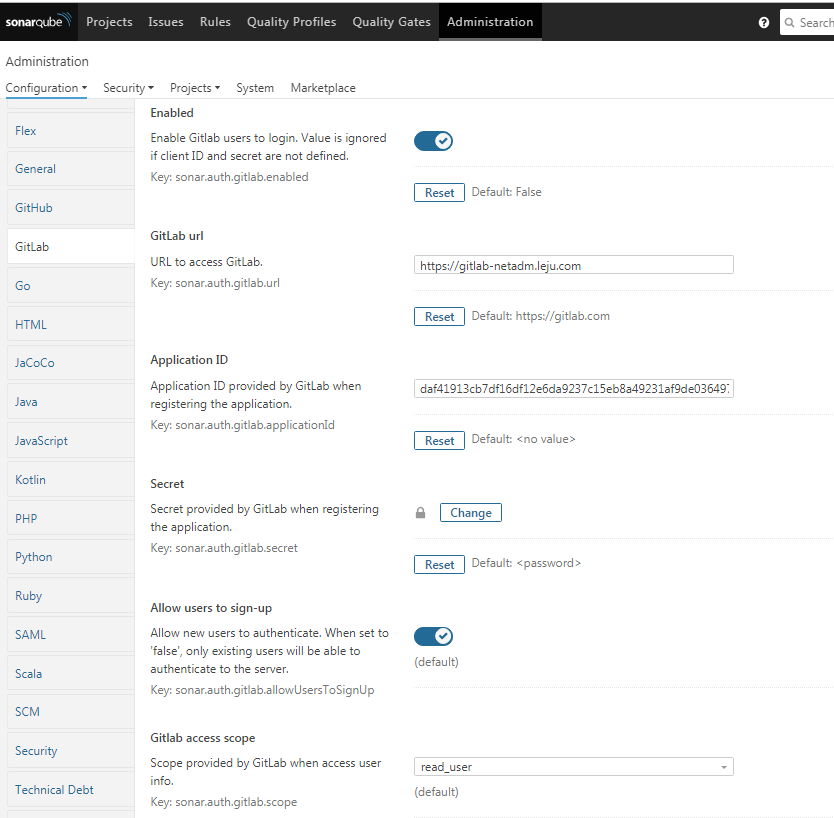 sonarqube Projects Issues Rules Quality Profiles Quality Gates Administration ? Search
Administration
Configuration Security Projects System Marketplace
Flex
General
GitHub
GitLab
Go
HTML
JaCoCo
Java
JavaScript
Kotlin
PHP
Python
Ruby
SAML
Scala
SCM
Security
Technical Debt
Enabled
Enable Gitlab users to login. Value is ignored
if client ID and secret are not defined.
Key: sonar.auth.gitlab.enabled
Reset Default: False
GitLab url
URL to access GitLab.
Key: sonar.auth.gitlab.url
https://gitlab-netadm.leju.com
Reset Default: https://gitlab.com
Application ID
Application ID provided by GitLab when
registering the application.
Key: sonar.auth.gitlab.applicationId
daf41913cb7df16df12e6da9237c15eb8a49231af9de036497
Reset Default: <no value>
Secret
Secret provided by GitLab when registering
the application.
Key: sonar.auth.gitlab.secret
Change
Reset Default: <password>
Allow users to sign-up
Allow new users to authenticate. When set to
'false', only existing users will be able to
authenticate to the server.
Key: sonar.auth.gitlab.allowUsersToSignUp
(default)
Gitlab access scope
Scope provided by GitLab when access user
info.
Key: sonar.auth.gitlab.scope
read_user
(default)